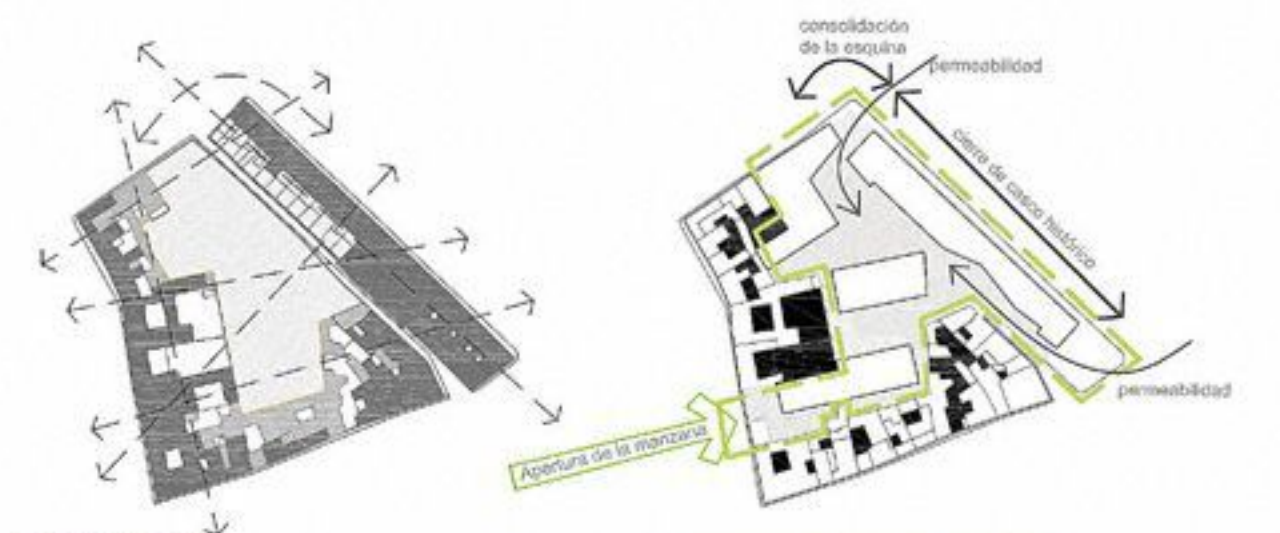 consolidación
de la esquina
permeabilidad
cierre de casco histórico
permeabilidad
Apertura de la manzana